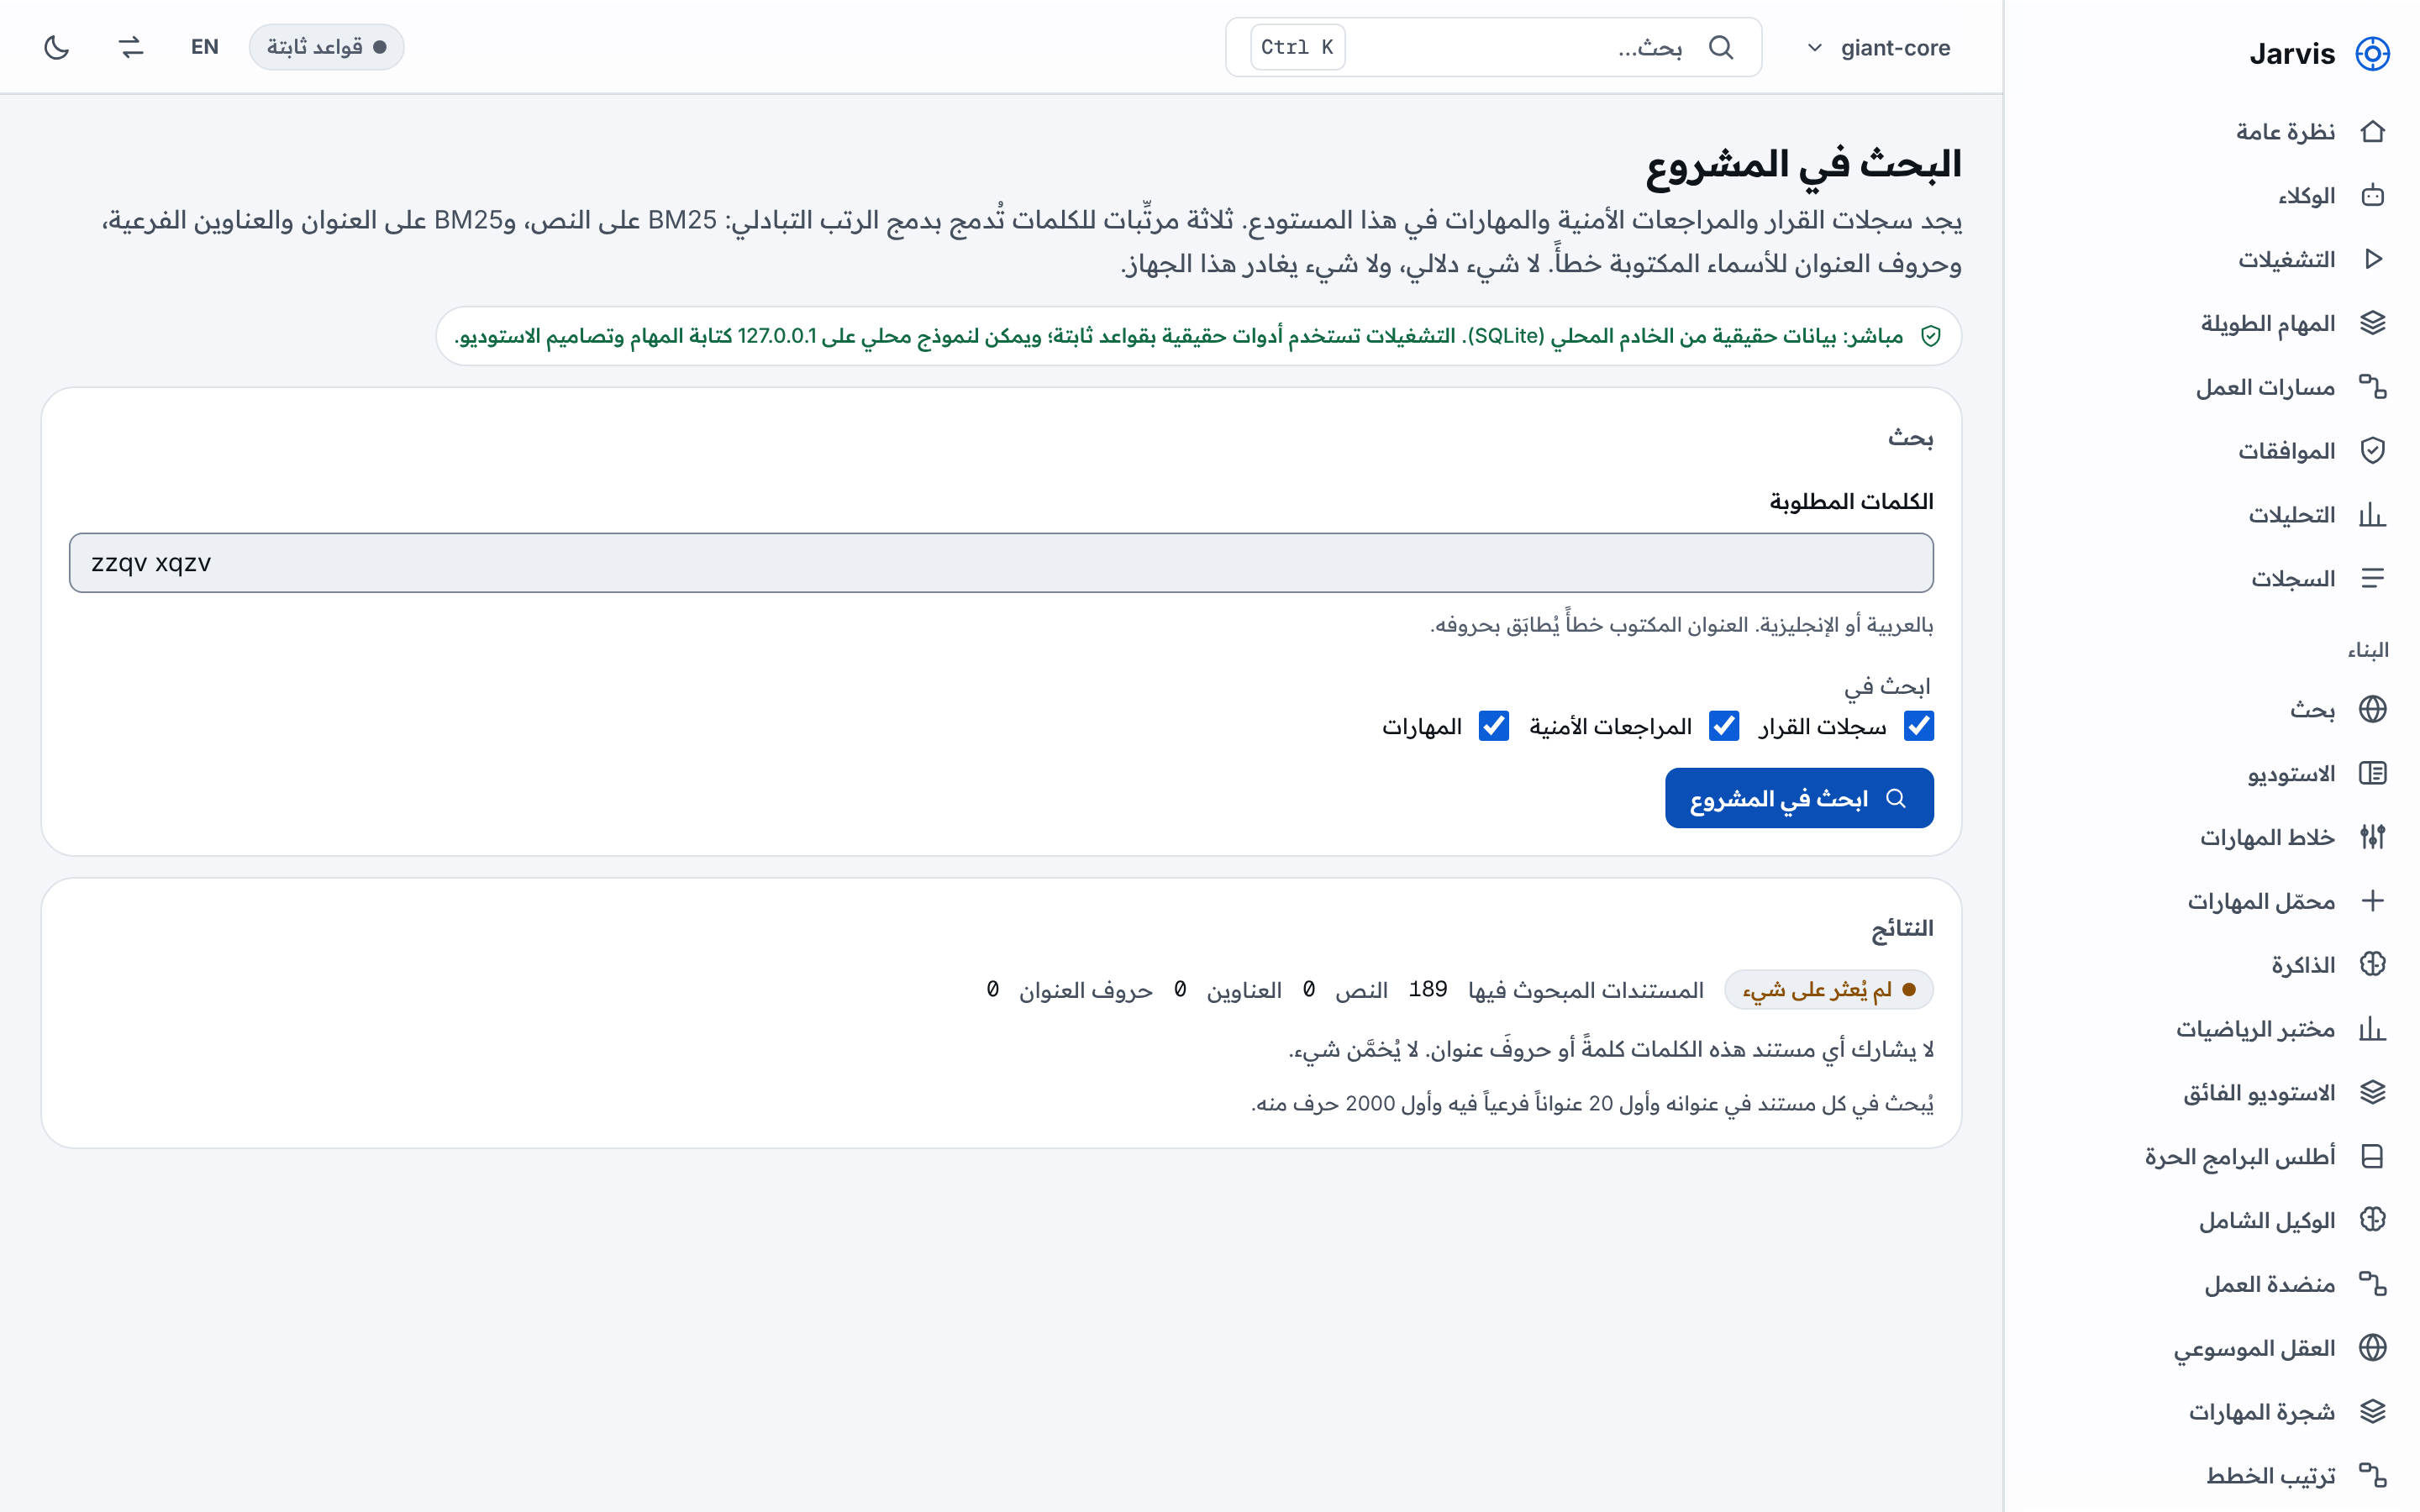 Jarvis
نظرة عامة
الوكلاء
التشغيلات
المهام الطويلة
مسارات العمل
الموافقات
التحليلات
السجلات
البناء
بحث
الاستوديو
خلاط المهارات
محمّل المهارات
الذاكرة
مختبر الرياضيات
الاستوديو الفائق
أطلس البرامج الحرة
الوكيل الشامل
منضدة العمل
العقل الموسوعي
شجرة المهارات
ترتيب الخطط
giant-core
بحث... Ctrl K
قواعد ثابتة
EN
البحث في المشروع
يجد سجلات القرار والمراجعات الأمنية والمهارات في هذا المستودع. ثلاثة مرتِّبات للكلمات تُدمج بدمج الرتب التبادلي: BM25 على النص، وBM25 على العنوان والعناوين الفرعية،
وحروف العنوان للأسماء المكتوبة خطأً. لا شيء دلالي، ولا شيء يغادر هذا الجهاز.
مباشر: بيانات حقيقية من الخادم المحلي (SQLite). التشغيلات تستخدم أدوات حقيقية بقواعد ثابتة؛ ويمكن لنموذج محلي على 127.0.0.1 كتابة المهام وتصاميم الاستوديو.
بحث
الكلمات المطلوبة
zzqv xqzv
بالعربية أو الإنجليزية. العنوان المكتوب خطأً يُطابَق بحروفه.
ابحث في
سجلات القرار المراجعات الأمنية المهارات
ابحث في المشروع
النتائج
لم يُعثر على شيء المستندات المبحوث فيها 189 النص 0 العناوين 0 حروف العنوان 0
لا يشارك أي مستند هذه الكلمات كلمةً أو حروفَ عنوان. لا يُخمَّن شيء.
يُبحث في كل مستند في عنوانه وأول 20 عنواناً فرعياً فيه وأول 2000 حرف منه.